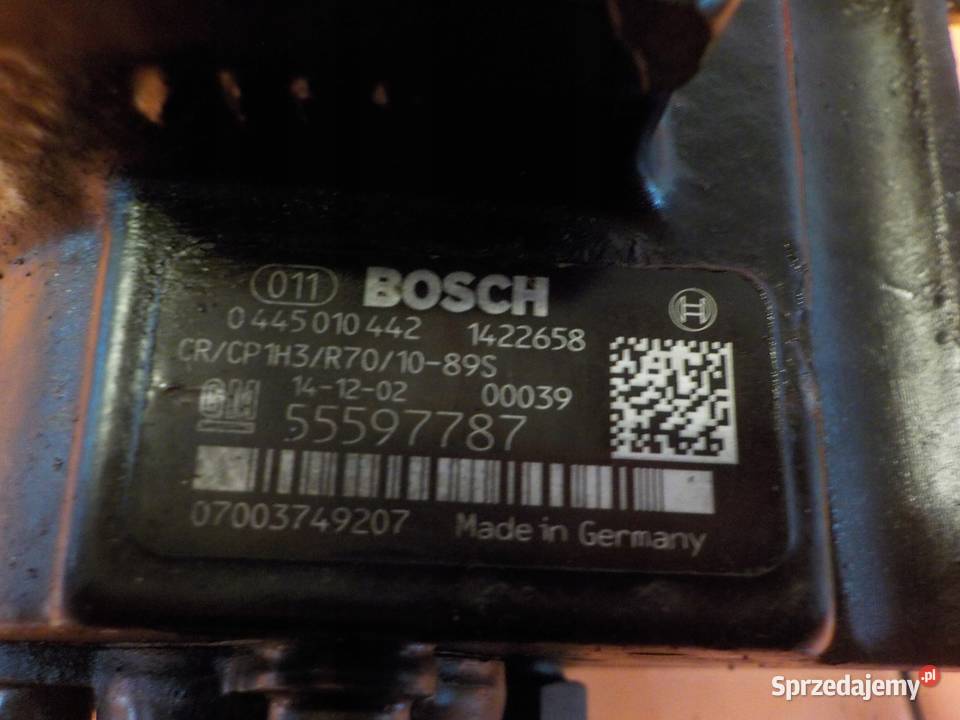 011 BOSCH
0 445 010 442 1422658
CR/CP1H3/R70/10-89S
GM 14-12-02 00039
55597787
07003749207 Made in Germany
Sprzedajemy.pl